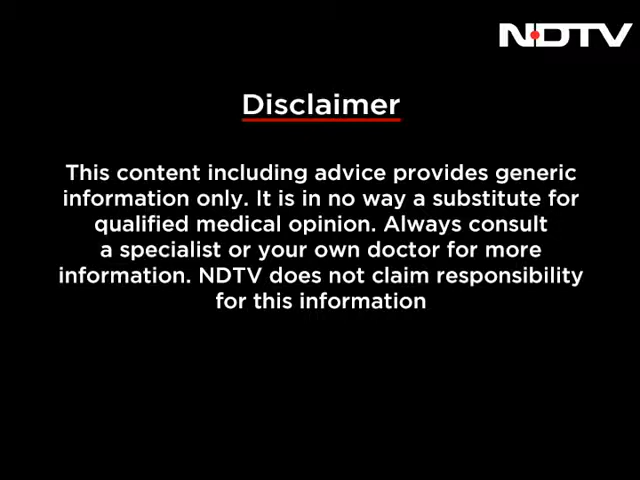 NDTV
Disclaimer
This content including advice provides generic
information only. It is in no way a substitute for
qualified medical opinion. Always consult
a specialist or your own doctor for more
information. NDTV does not claim responsibility
for this information